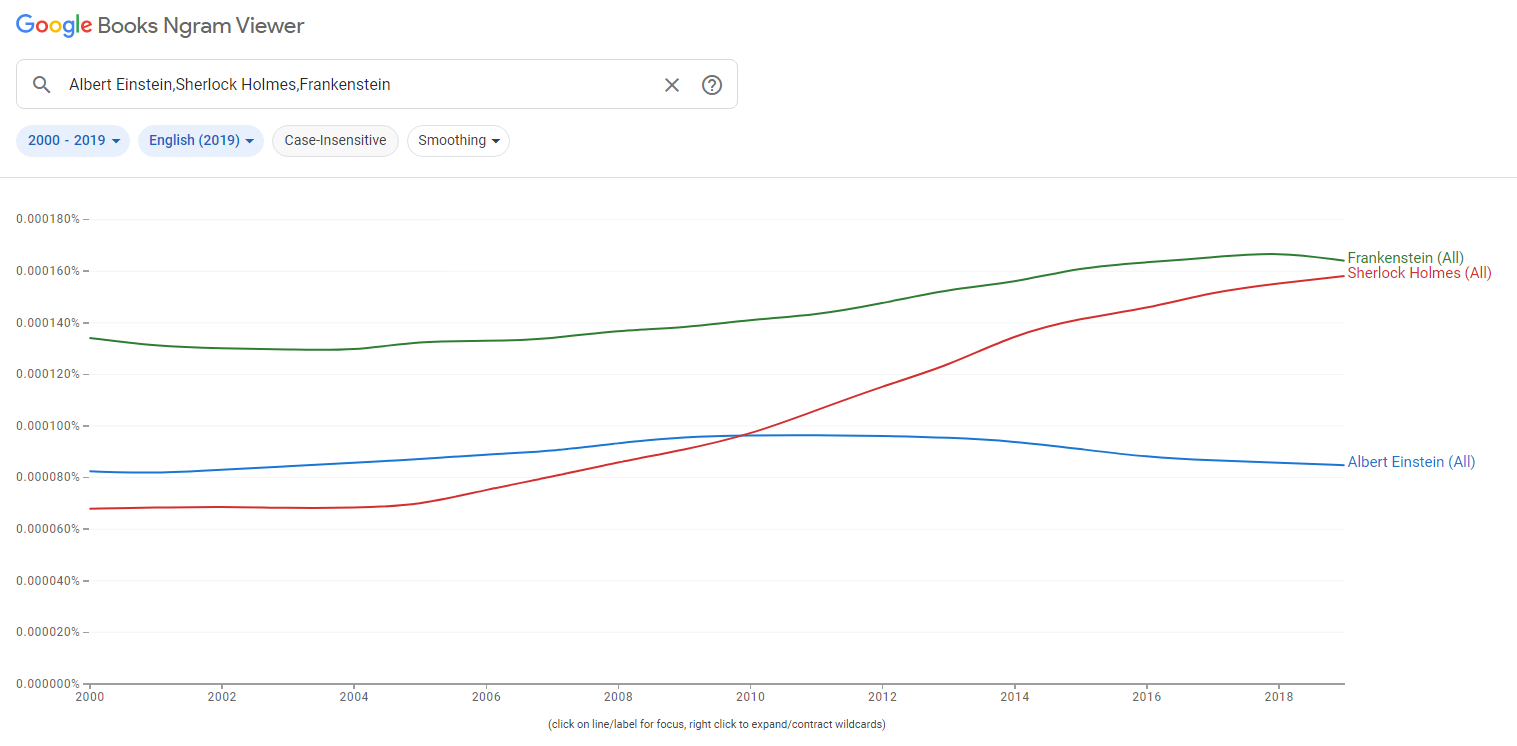 Google Books Ngram Viewer
Albert Einstein,Sherlock Holmes,Frankenstein
2000 - 2019 English (2019) Case-Insensitive Smoothing
0.000180%
0.000160%
0.000140%
0.000120%
0.000100%
0.000080%
0.000060%
0.000040%
0.000020%
0.000000%
Frankenstein (All)
Sherlock Holmes (All)
Albert Einstein (All)
2000 2002 2004 2006 2008 2010 2012 2014 2016 2018
(click on line/label for focus, right click to expand/contract wildcards)